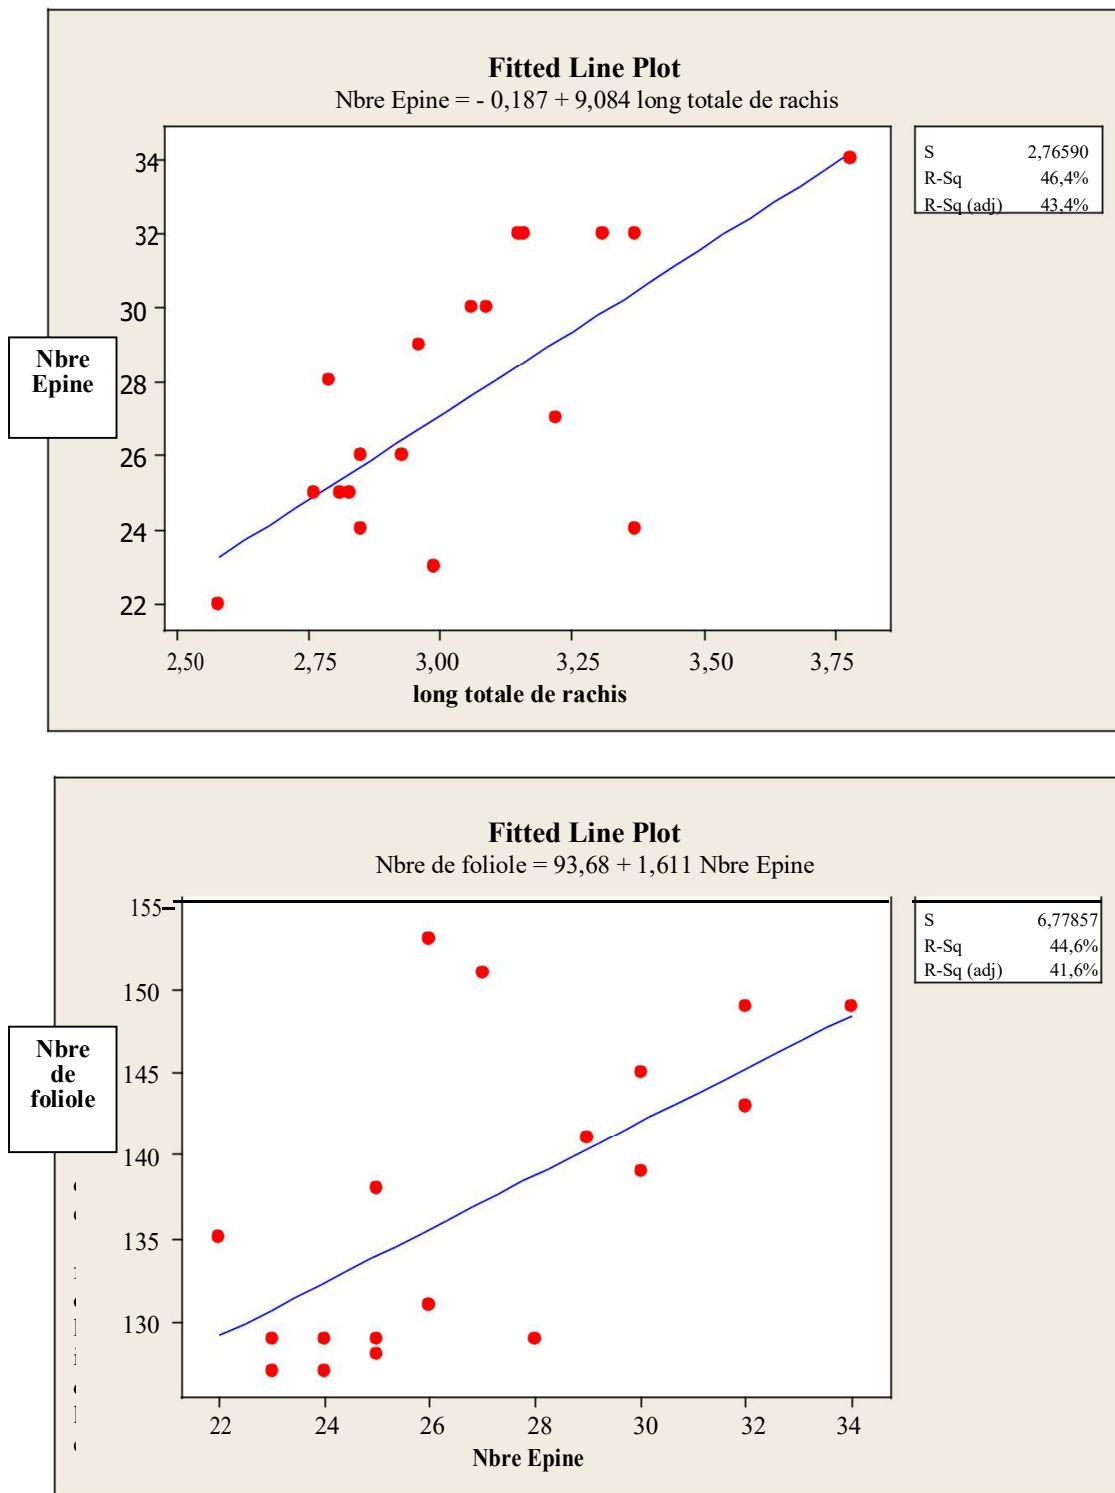 Fitted Line Plot
Nbre Epine = - 0,187 + 9,084 long totale de rachis
S 2,76590
R-Sq 46,4%
R-Sq (adj) 43,4%
34
32
30
28
26
24
22
Nbre
Epine
2,50 2,75 3,00 3,25 3,50 3,75
long totale de rachis
Fitted Line Plot
Nbre de foliole = 93,68 + 1,611 Nbre Epine
S 6,77857
R-Sq 44,6%
R-Sq (adj) 41,6%
155
150
145
140
135
130
Nbre
de
foliole
22 24 26 28 30 32 34
Nbre Epine